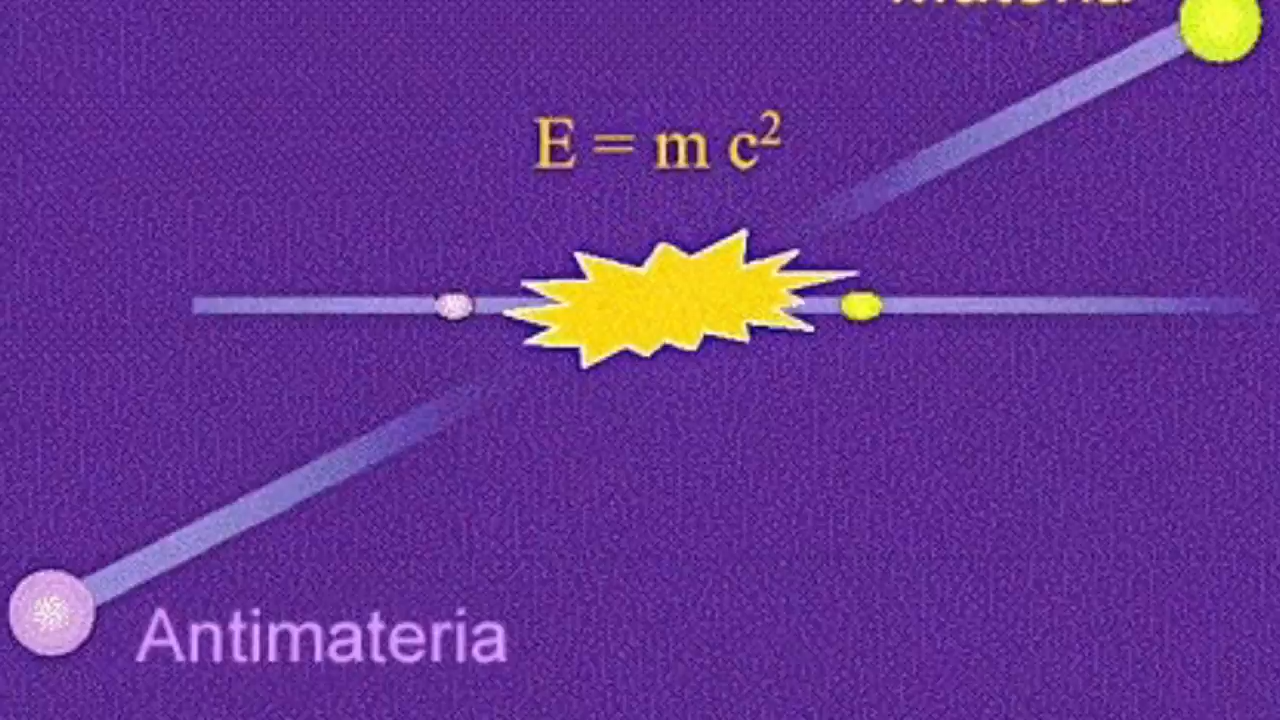 E = m c²
Antimateria